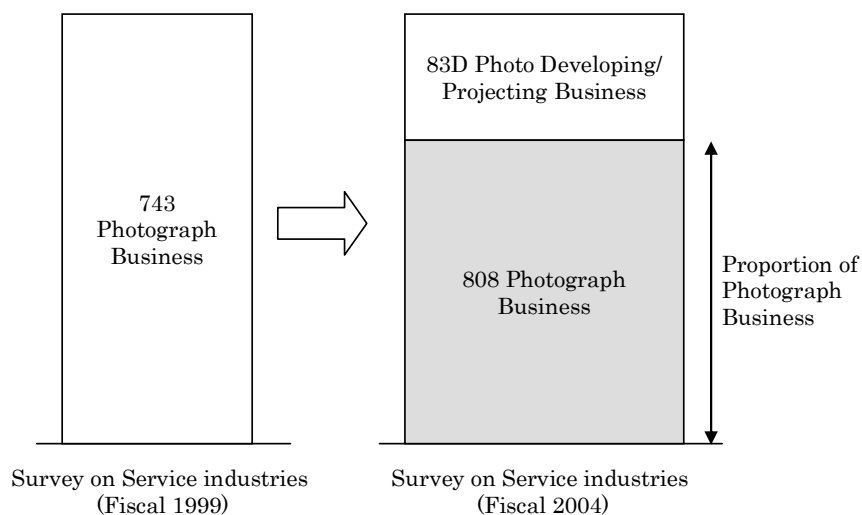 743
Photograph
Business
83D Photo Developing/
Projecting Business
808 Photograph
Business
Proportion of
Photograph
Business
Survey on Service industries
(Fiscal 1999)
Survey on Service industries
(Fiscal 2004)